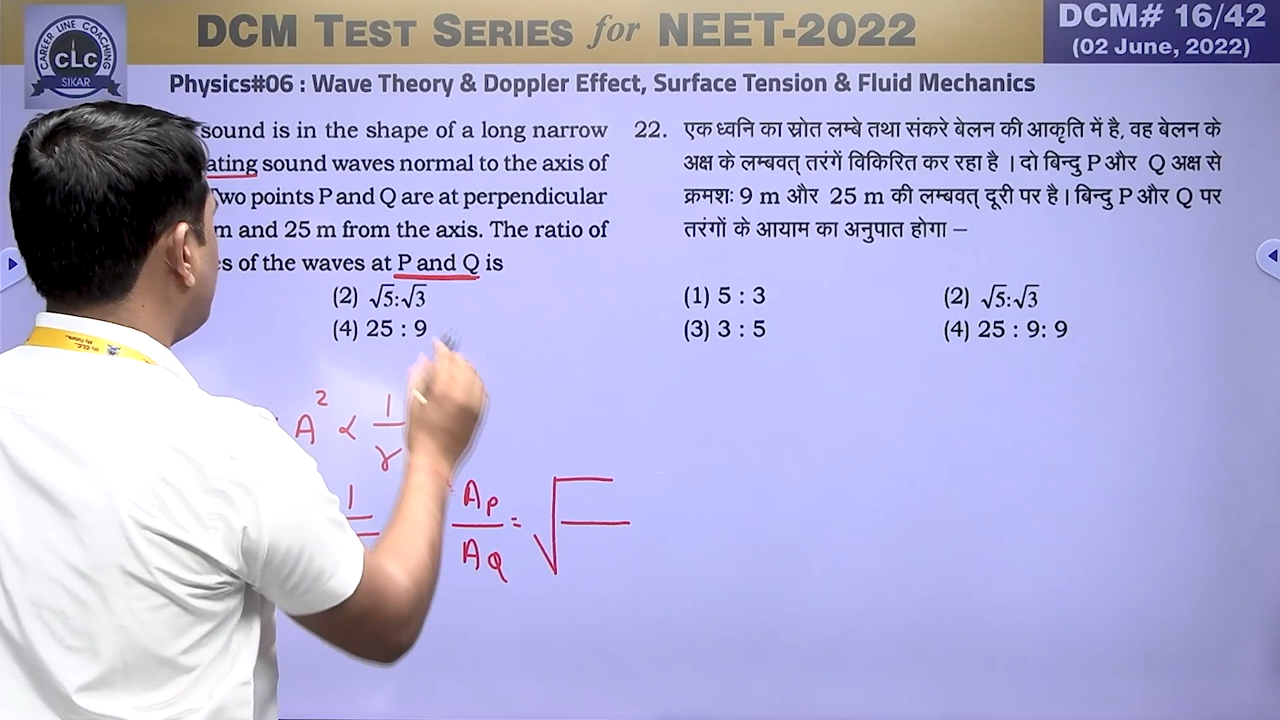 CAREER LINE COACHING
CLC
SIKAR
DCM TEST SERIES for NEET-2022
DCM# 16/42
(02 June, 2022)
Physics#06 : Wave Theory & Doppler Effect, Surface Tension & Fluid Mechanics
sound is in the shape of a long narrow
ating sound waves normal to the axis of
Two points P and Q are at perpendicular
m and 25 m from the axis. The ratio of
s of the waves at P and Q is
(2) √5:√3
(4) 25 : 9
22. एक ध्वनि का स्रोत लम्बे तथा संकरे बेलन की आकृति में है, वह बेलन के
अक्ष के लम्बवत् तरंगें विकिरित कर रहा है । दो बिन्दु P और Q अक्ष से
क्रमशः 9 m और 25 m की लम्बवत् दूरी पर है। बिन्दु P और Q पर
तरंगों के आयाम का अनुपात होगा –
(1) 5 : 3
(2) √5:√3
(3) 3 : 5
(4) 25 : 9: 9
A² ∝ 1/r
1
A_P/A_Q = √